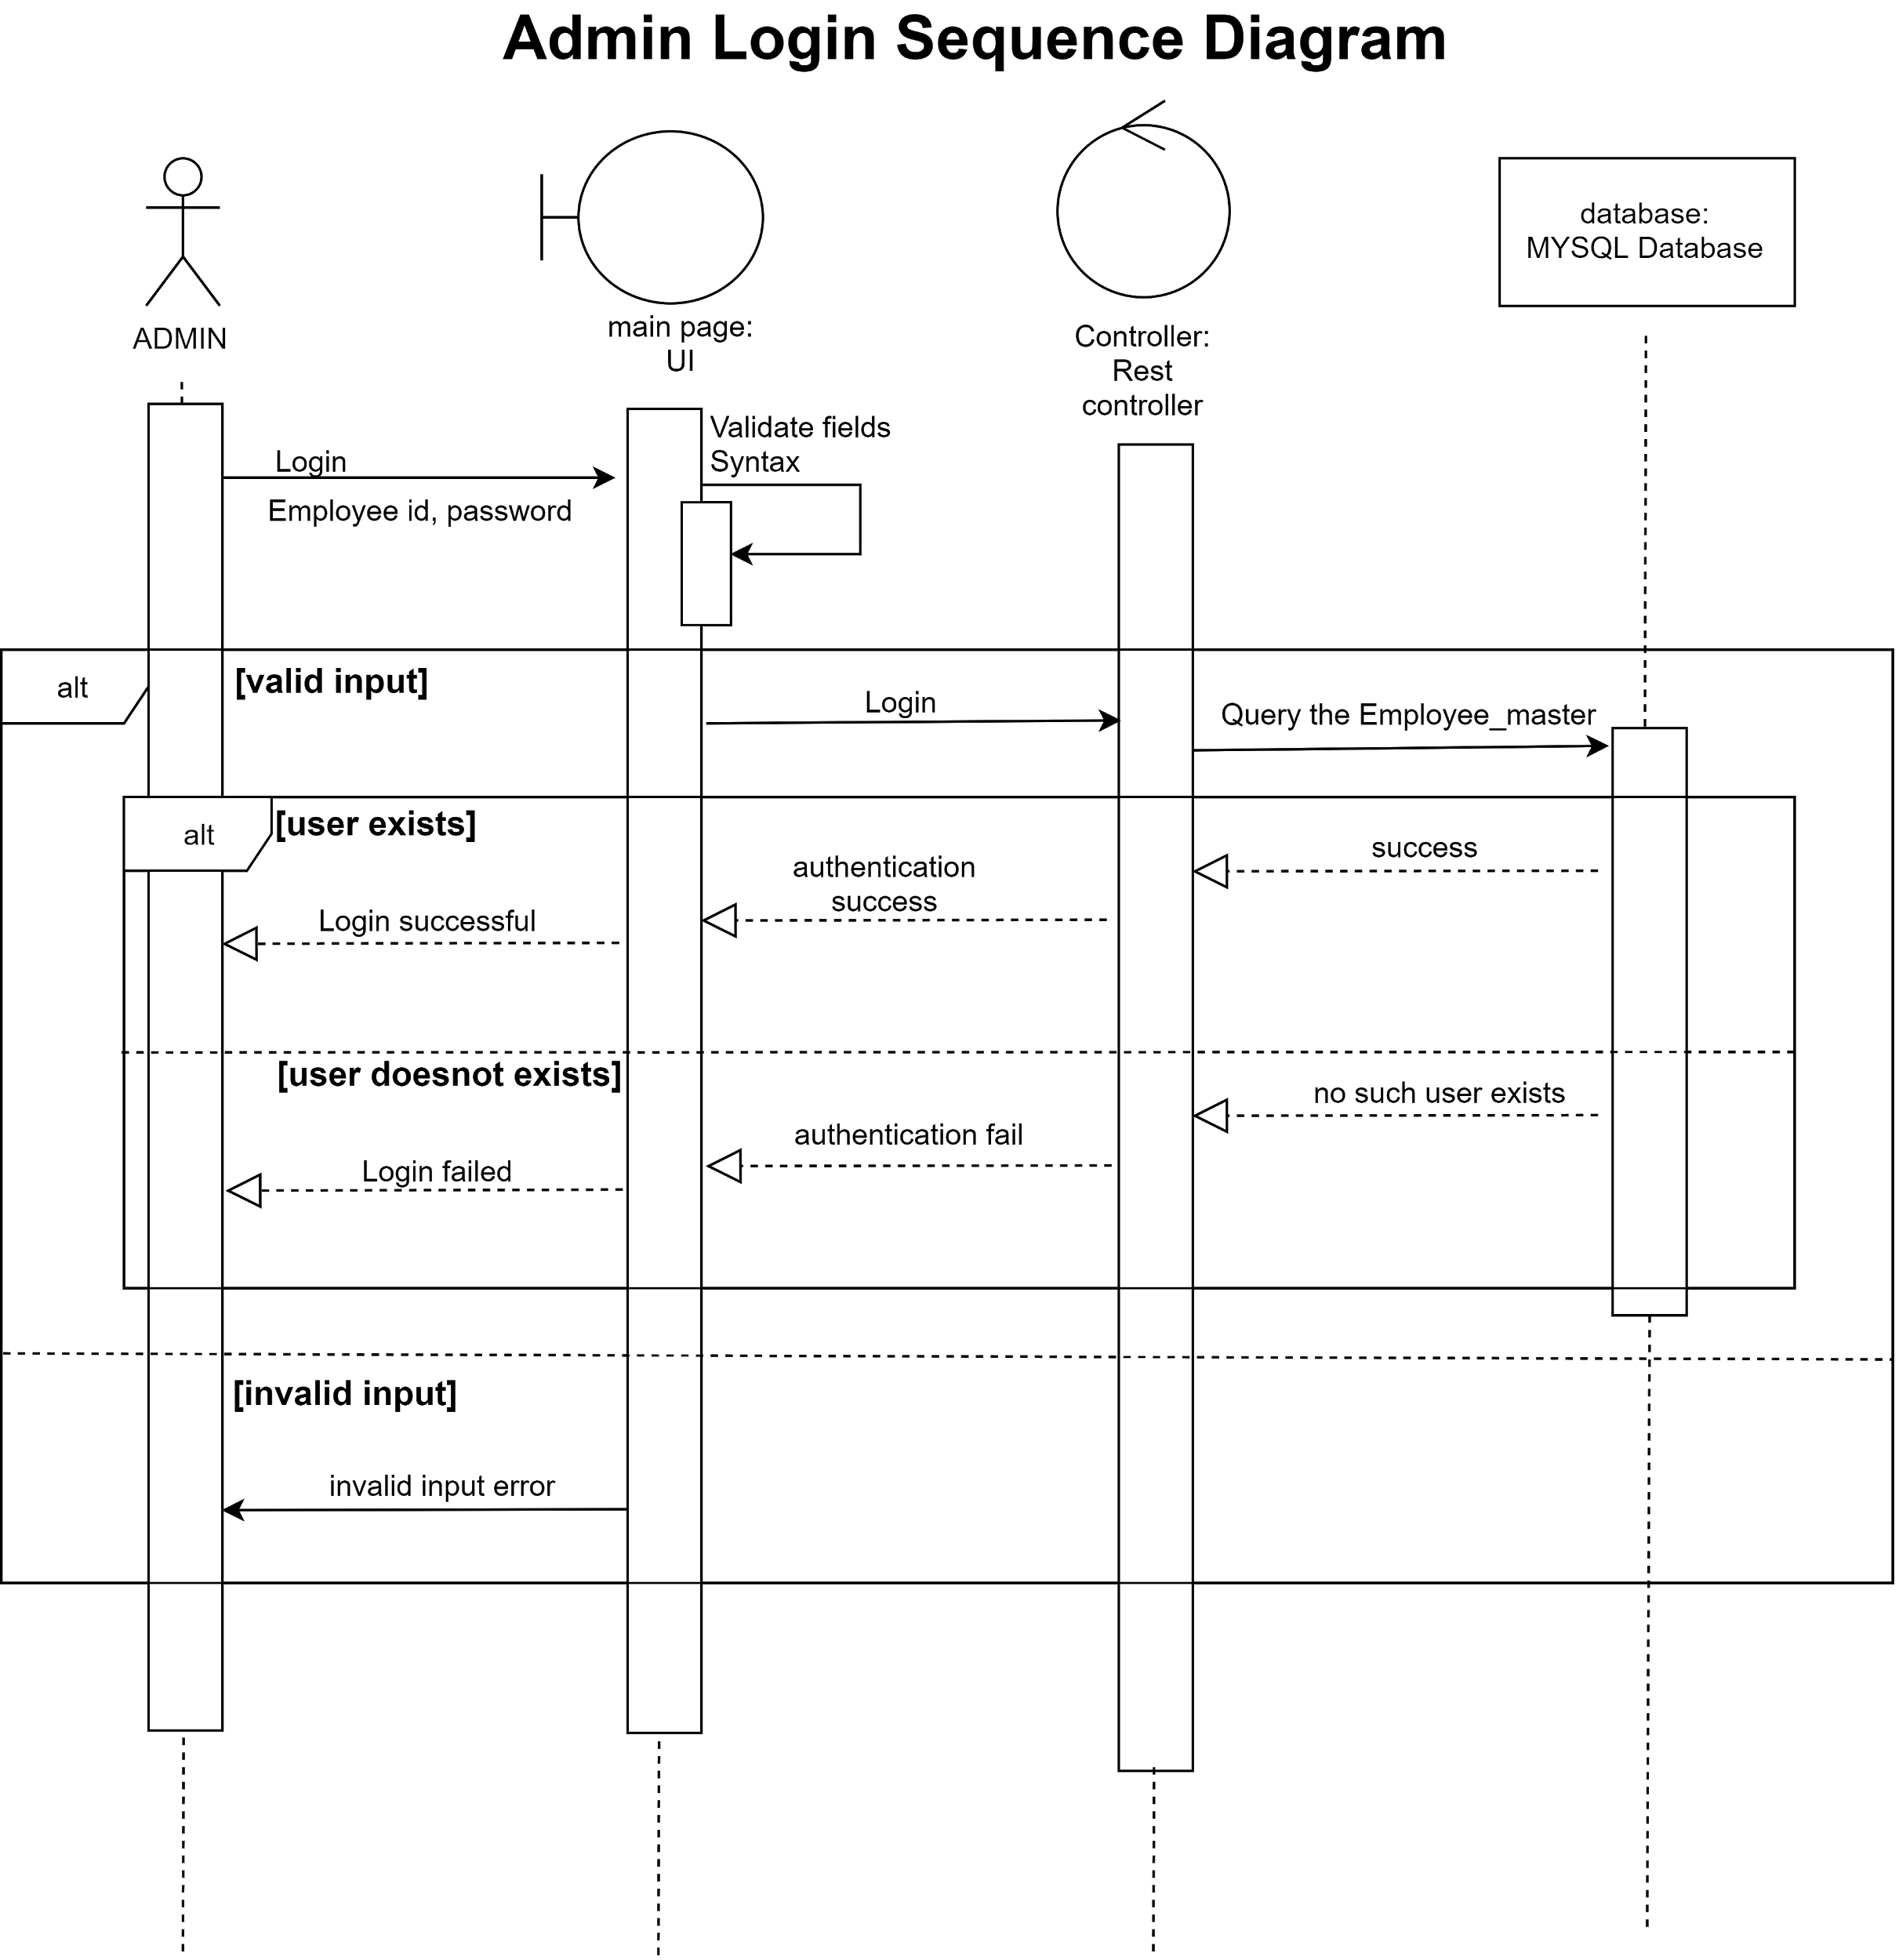 Admin Login Sequence Diagram
ADMIN
main page:
UI
Controller:
Rest
controller
database:
MYSQL Database
Login
Employee id, password
Validate fields
Syntax
alt
[valid input]
Login
Query the Employee_master
alt
[user exists]
success
authentication
success
Login successful
[user doesnot exists]
no such user exists
authentication fail
Login failed
[invalid input]
invalid input error